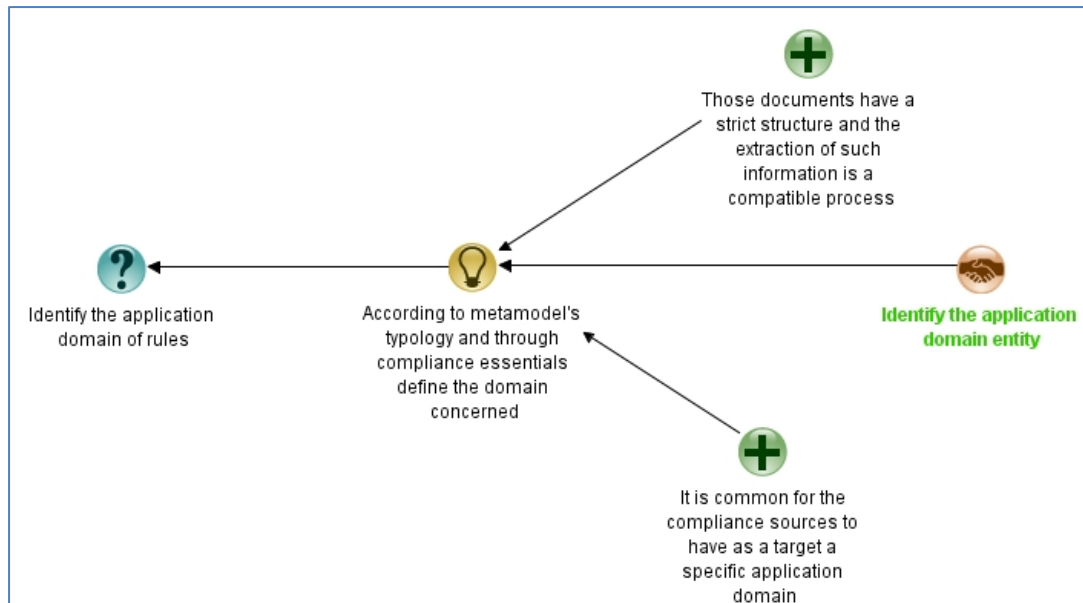 Those documents have a
strict structure and the
extraction of such
information is a
compatible process
Identify the application
domain of rules
According to metamodel's
typology and through
compliance essentials
define the domain
concerned
Identify the application
domain entity
It is common for the
compliance sources to
have as a target a
specific application
domain